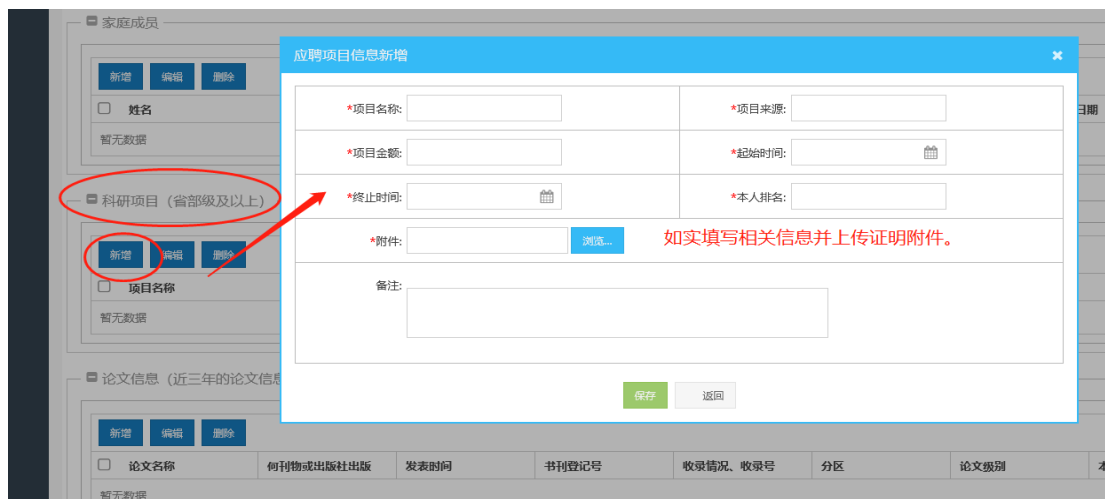 家庭成员
新增 编辑 删除
姓名
日期
暂无数据
科研项目（省部级及以上）
新增 编辑 删除
项目名称
暂无数据
应聘项目信息新增
*项目名称: *项目来源:
*项目金额: *起始时间:
*终止时间: *本人排名:
*附件: 浏览... 如实填写相关信息并上传证明附件。
备注:
保存 返回
论文信息（近三年的论文信息
新增 编辑 删除
论文名称 何刊物或出版社出版 发表时间 书刊登记号 收录情况、收录号 分区 论文级别
暂无数据